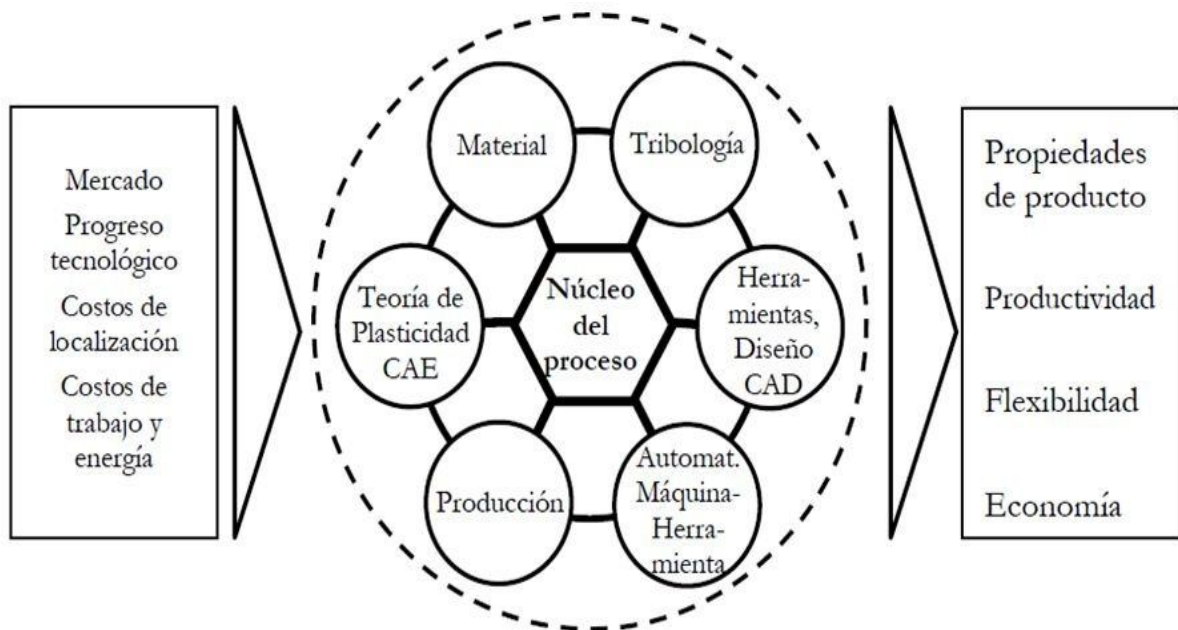 Mercado
Progreso
tecnológico
Costos de
localización
Costos de
trabajo y
energía
Material
Tribología
Teoría de
Plasticidad
CAE
Núcleo
del
proceso
Herra-
mientas,
Diseño
CAD
Producción
Automat.
Máquina-
Herra-
mienta
Propiedades
de producto
Productividad
Flexibilidad
Economía